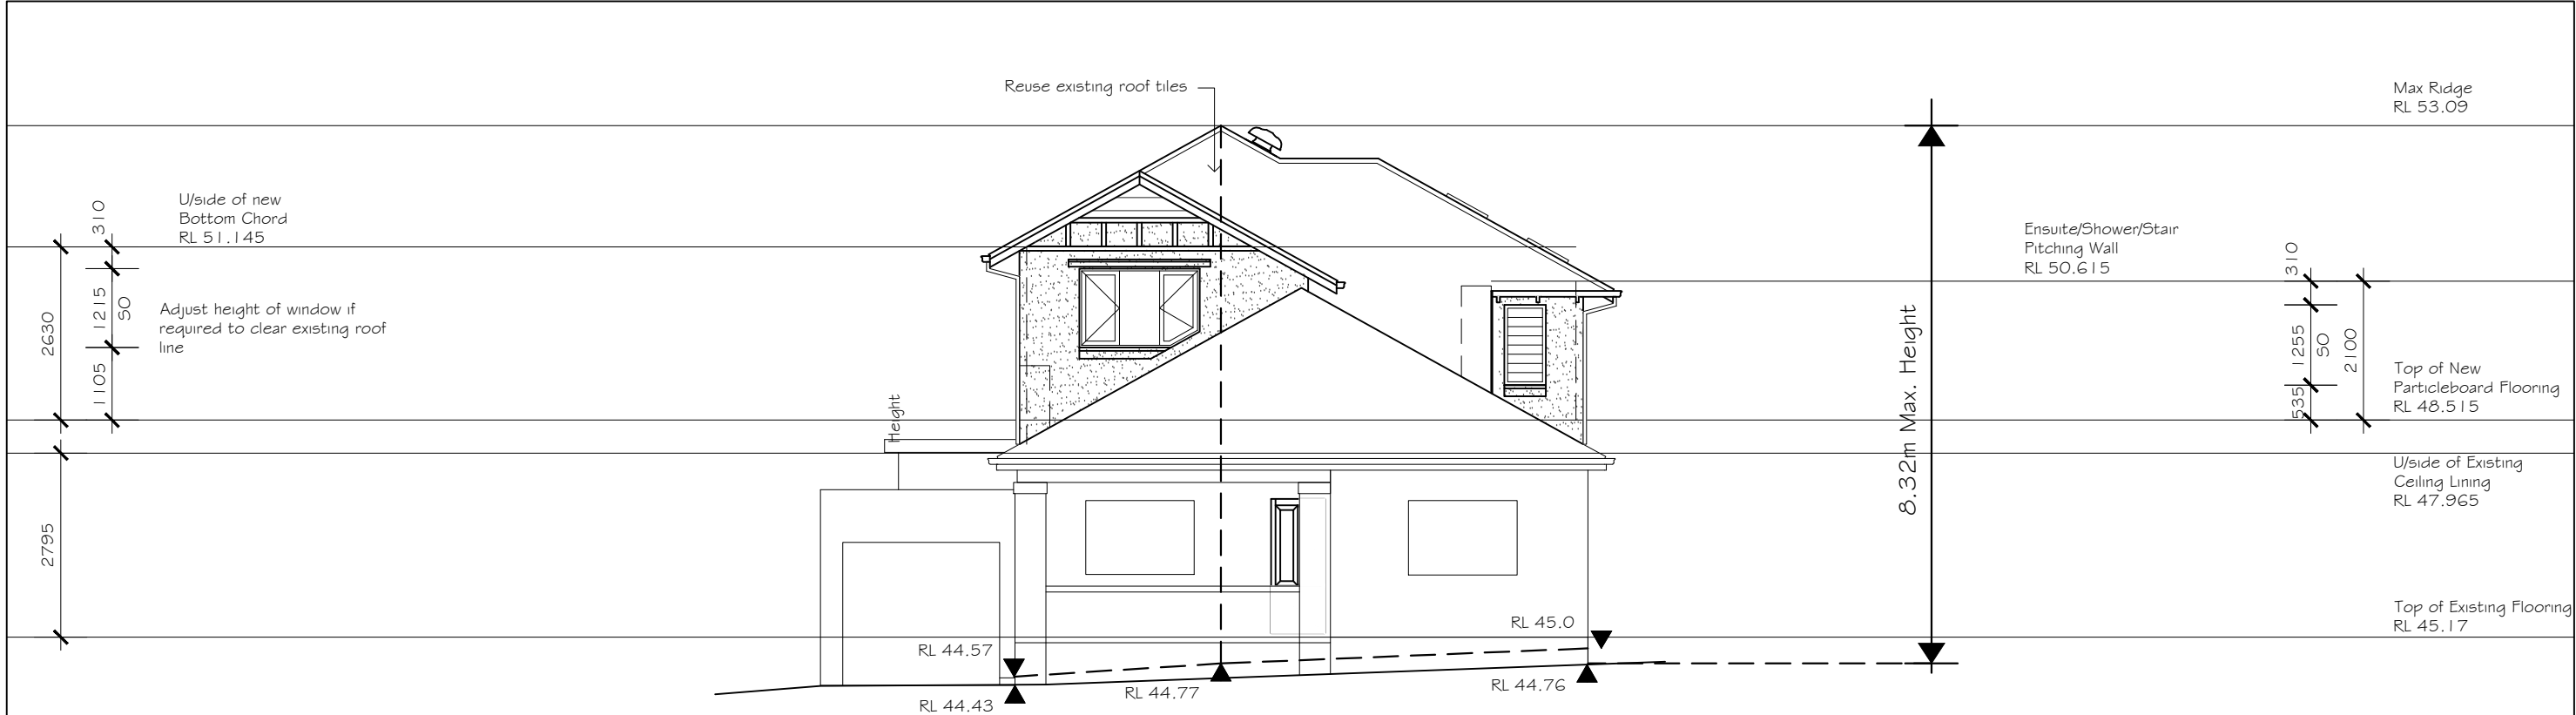 Reuse existing roof tiles
Max Ridge
RL 53.09
U/side of new
Bottom Chord
RL 51.145
310
2630
1215
50
1105
Adjust height of window if
required to clear existing roof
line
Ensuite/Shower/Stair
Pitching Wall
RL 50.615
310
1255
50
2100
535
8.32m Max. Height
Top of New
Particleboard Flooring
RL 48.515
Height
U/side of Existing
Ceiling Lining
RL 47.965
2795
Top of Existing Flooring
RL 45.17
RL 45.0
RL 44.57
RL 44.77
RL 44.76
RL 44.43